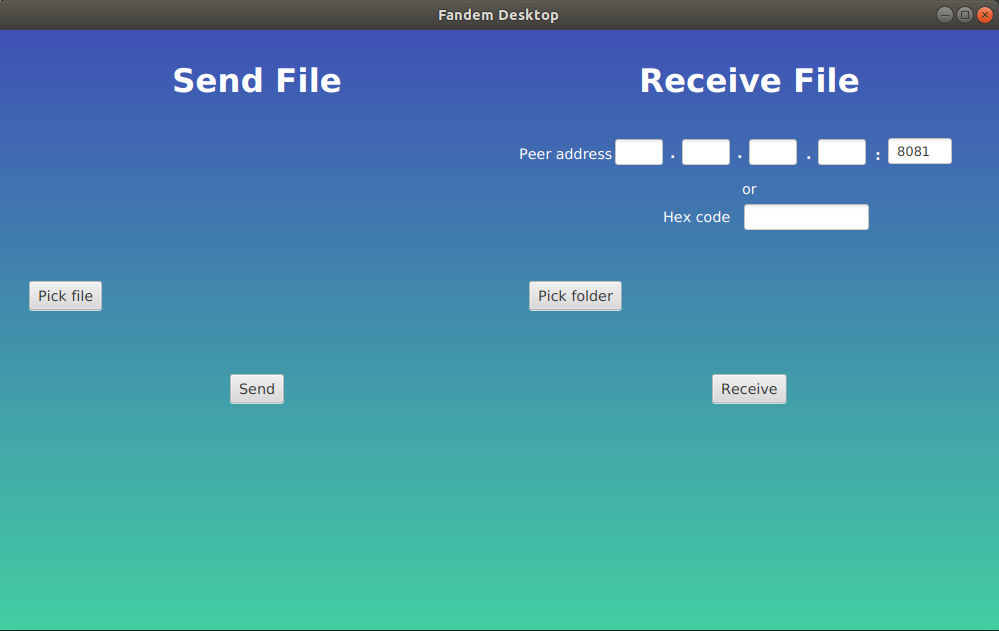 Fandem Desktop
Send File
Receive File
Peer address . . . : 8081
or
Hex code
Pick file
Pick folder
Send
Receive